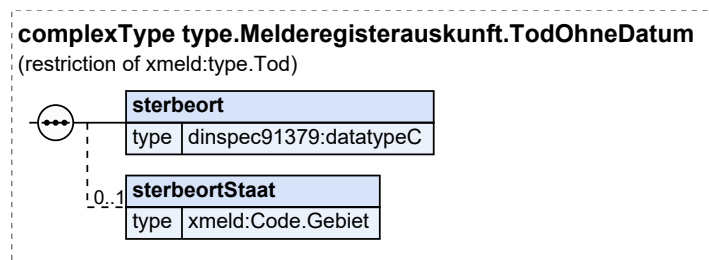 complexType type.Melderegisterauskunft.TodOhneDatum
(restriction of xmeld:type.Tod)
sterbeort
type dinspec91379:datatypeC
0..1 sterbeortStaat
type xmeld:Code.Gebiet